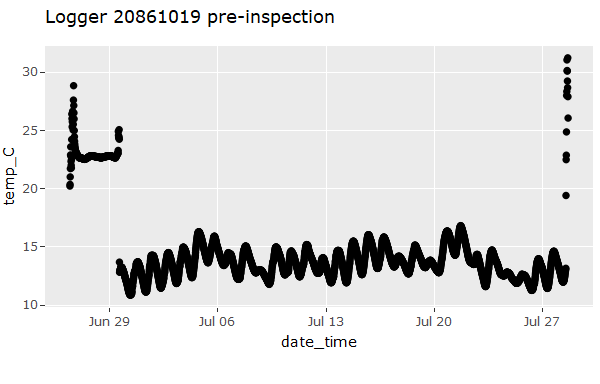 Logger 20861019 pre-inspection
temp_C
30
25
20
15
10
Jun 29
Jul 06
Jul 13
Jul 20
Jul 27
date_time